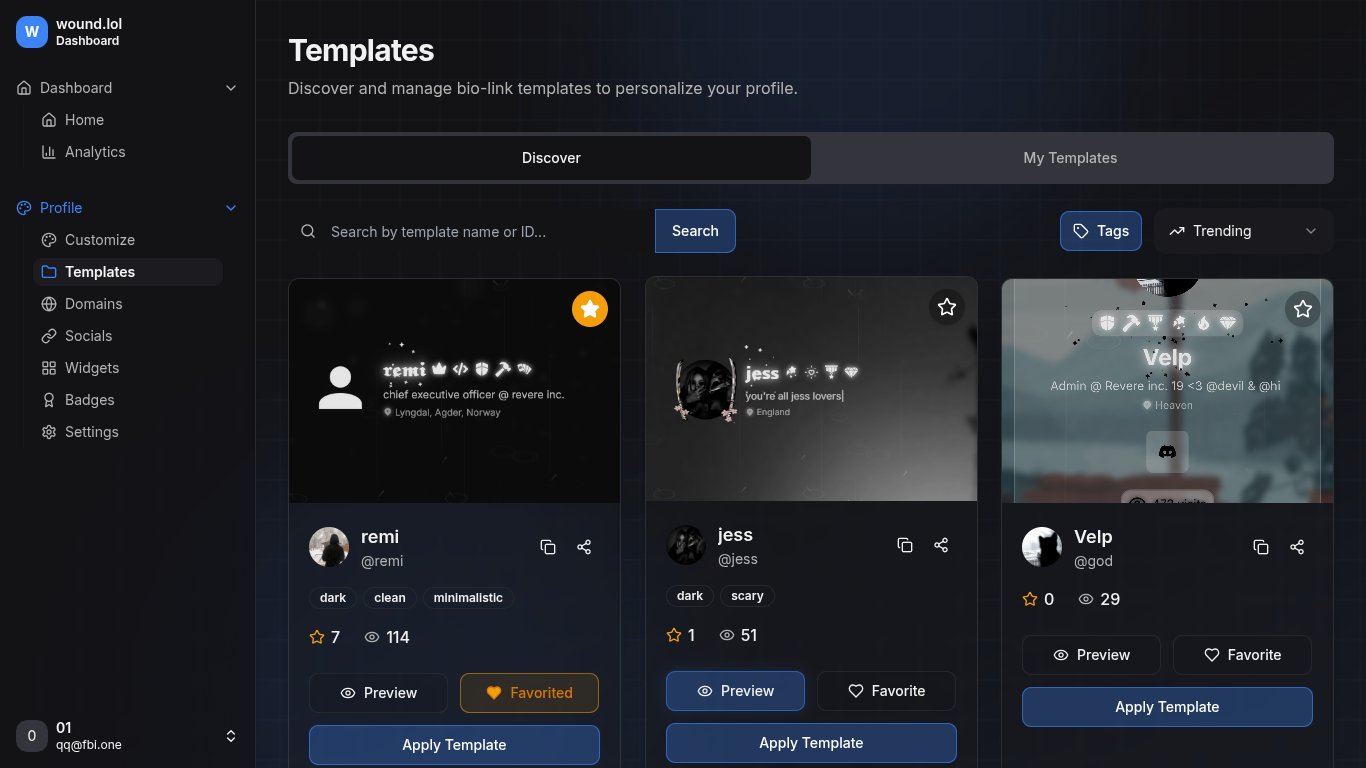 W
wound.lol
Dashboard
Dashboard
Home
Analytics
Profile
Customize
Templates
Domains
Socials
Widgets
Badges
Settings
0
01
qq@fbi.one
Templates
Discover and manage bio-link templates to personalize your profile.
Discover
My Templates
Search by template name or ID...
Search
Tags
Trending
remi
chief executive officer @ revere inc.
Lyngdal, Agder, Norway
remi
@remi
dark clean minimalistic
7 114
Preview Favorited
Apply Template
jess
you're all jess lovers|
England
jess
@jess
dark scary
1 51
Preview Favorite
Apply Template
Velp
Admin @ Revere inc. 19 <3 @devil & @hi
Heaven
Velp
@god
0 29
Preview Favorite
Apply Template